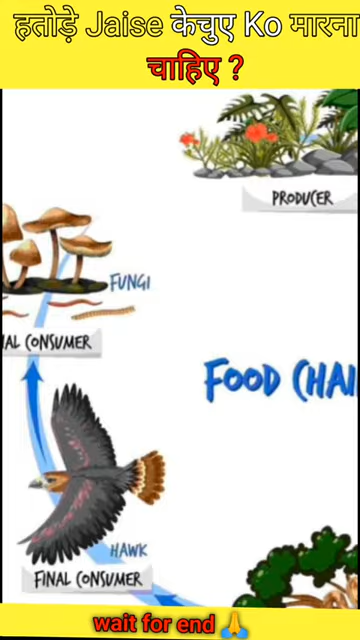 हतोड़े Jaise केचुए Ko मारना
चाहिए ?
PRODUCER
FUNGI
AL CONSUMER
FOOD CHAI
HAWK
FINAL CONSUMER
wait for end 🙏